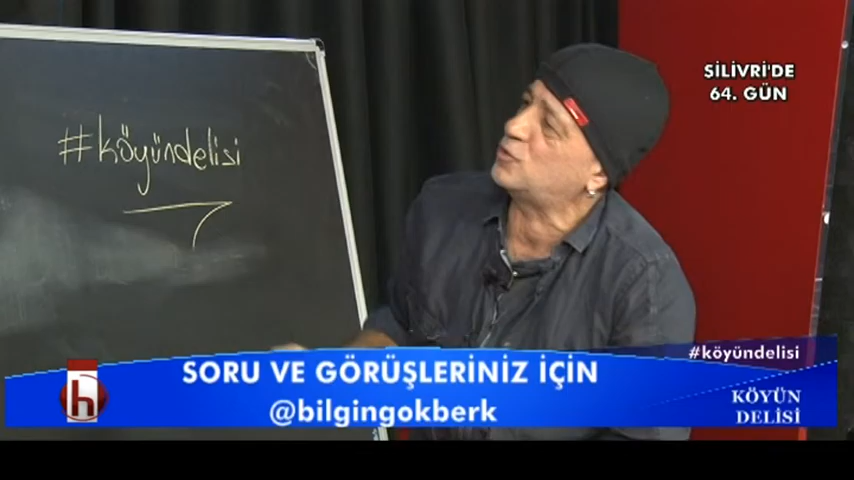 #köyündelisi
SİLİVRİ'DE
64. GÜN
#köyündelisi
SORU VE GÖRÜŞLERİNİZ İÇİN
@bilgingokberk
KÖYÜN
DELİSİ
h